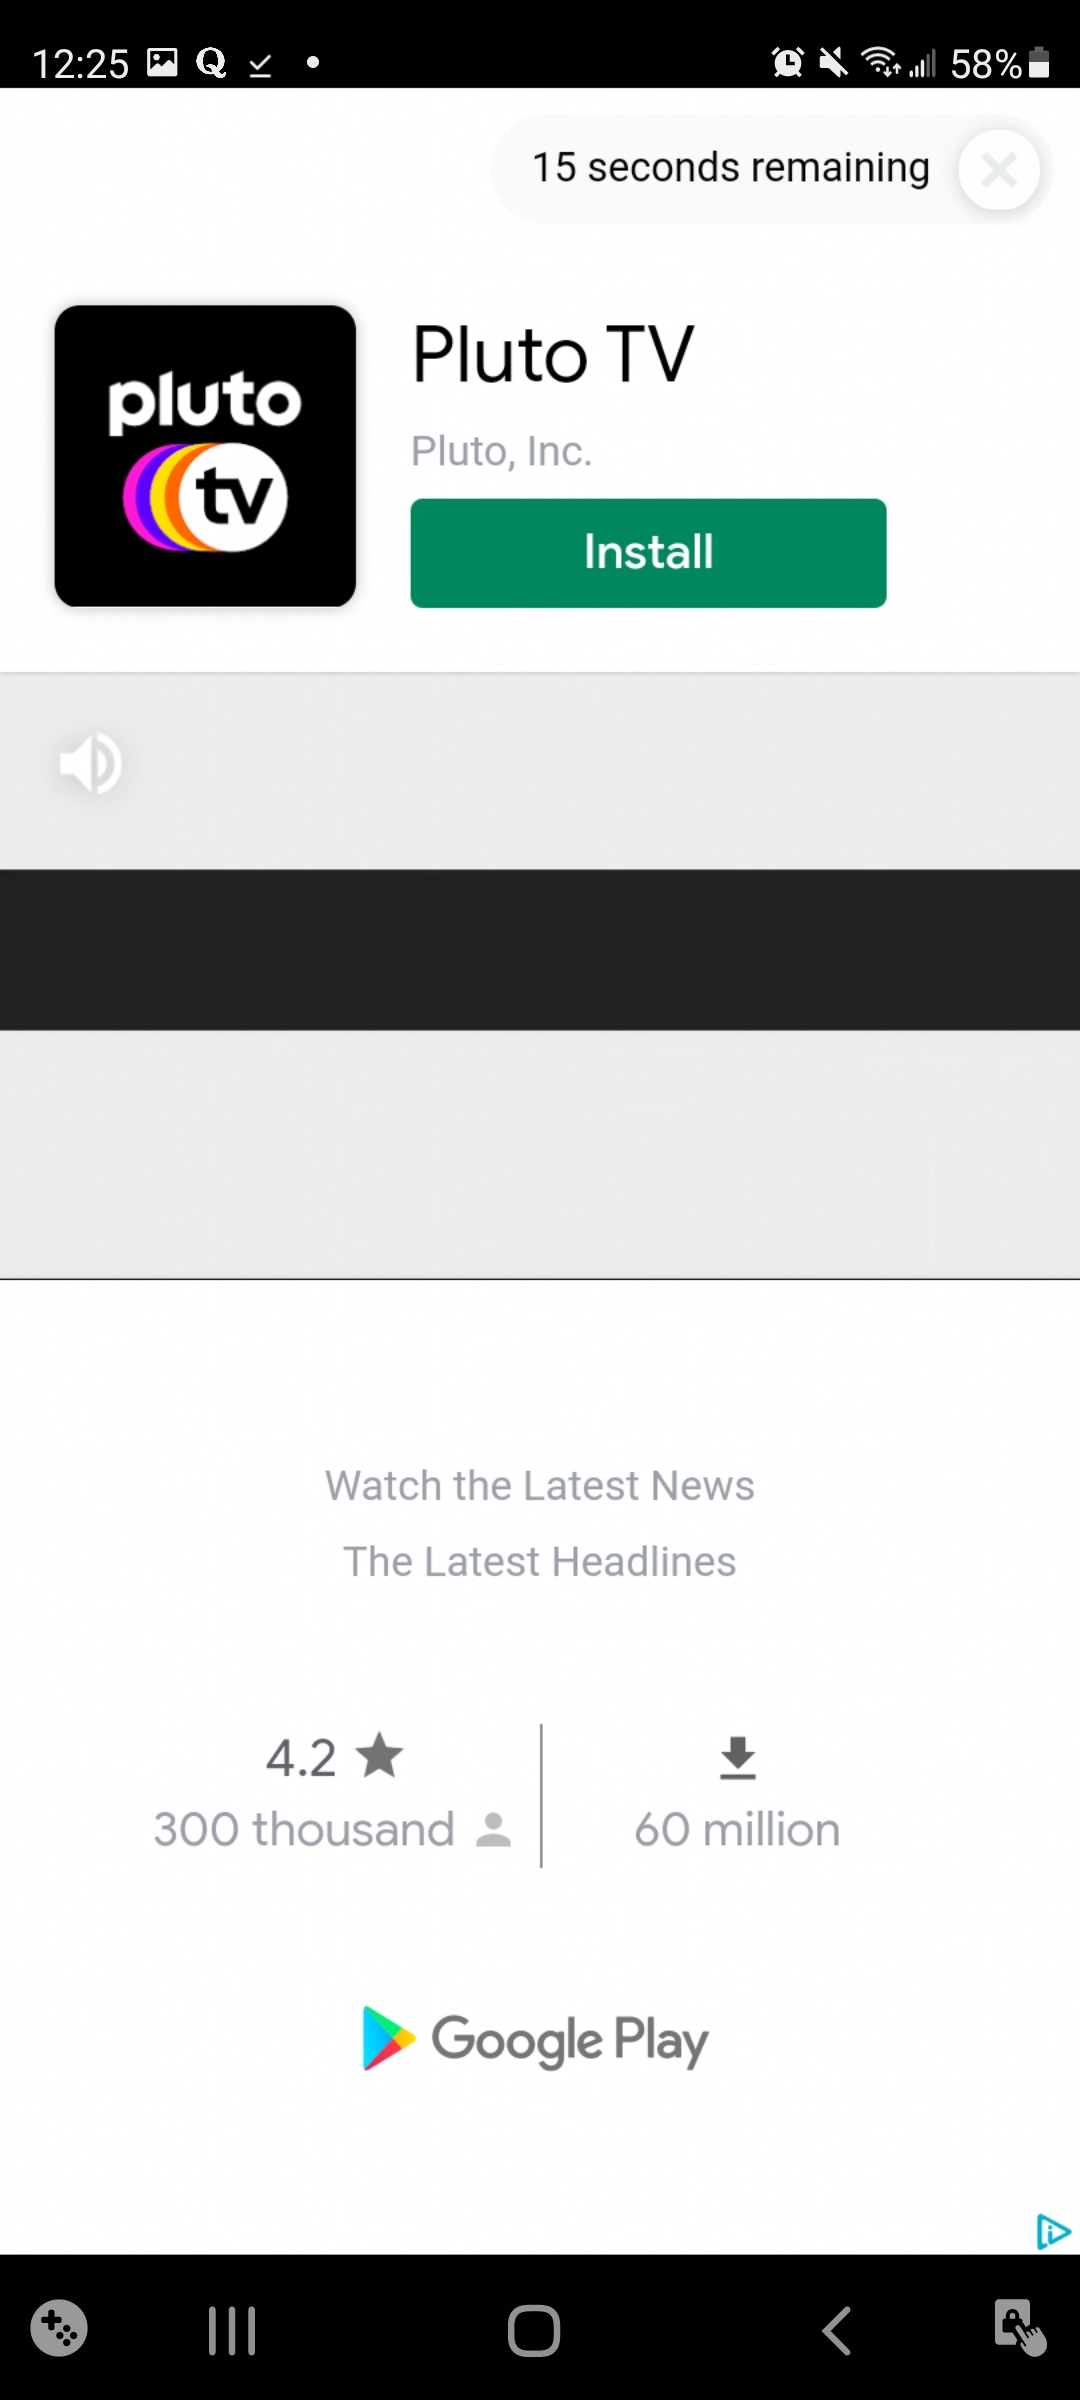 12:25 58%
15 seconds remaining
pluto
tv
Pluto TV
Pluto, Inc.
Install
Watch the Latest News
The Latest Headlines
4.2
300 thousand
60 million
Google Play